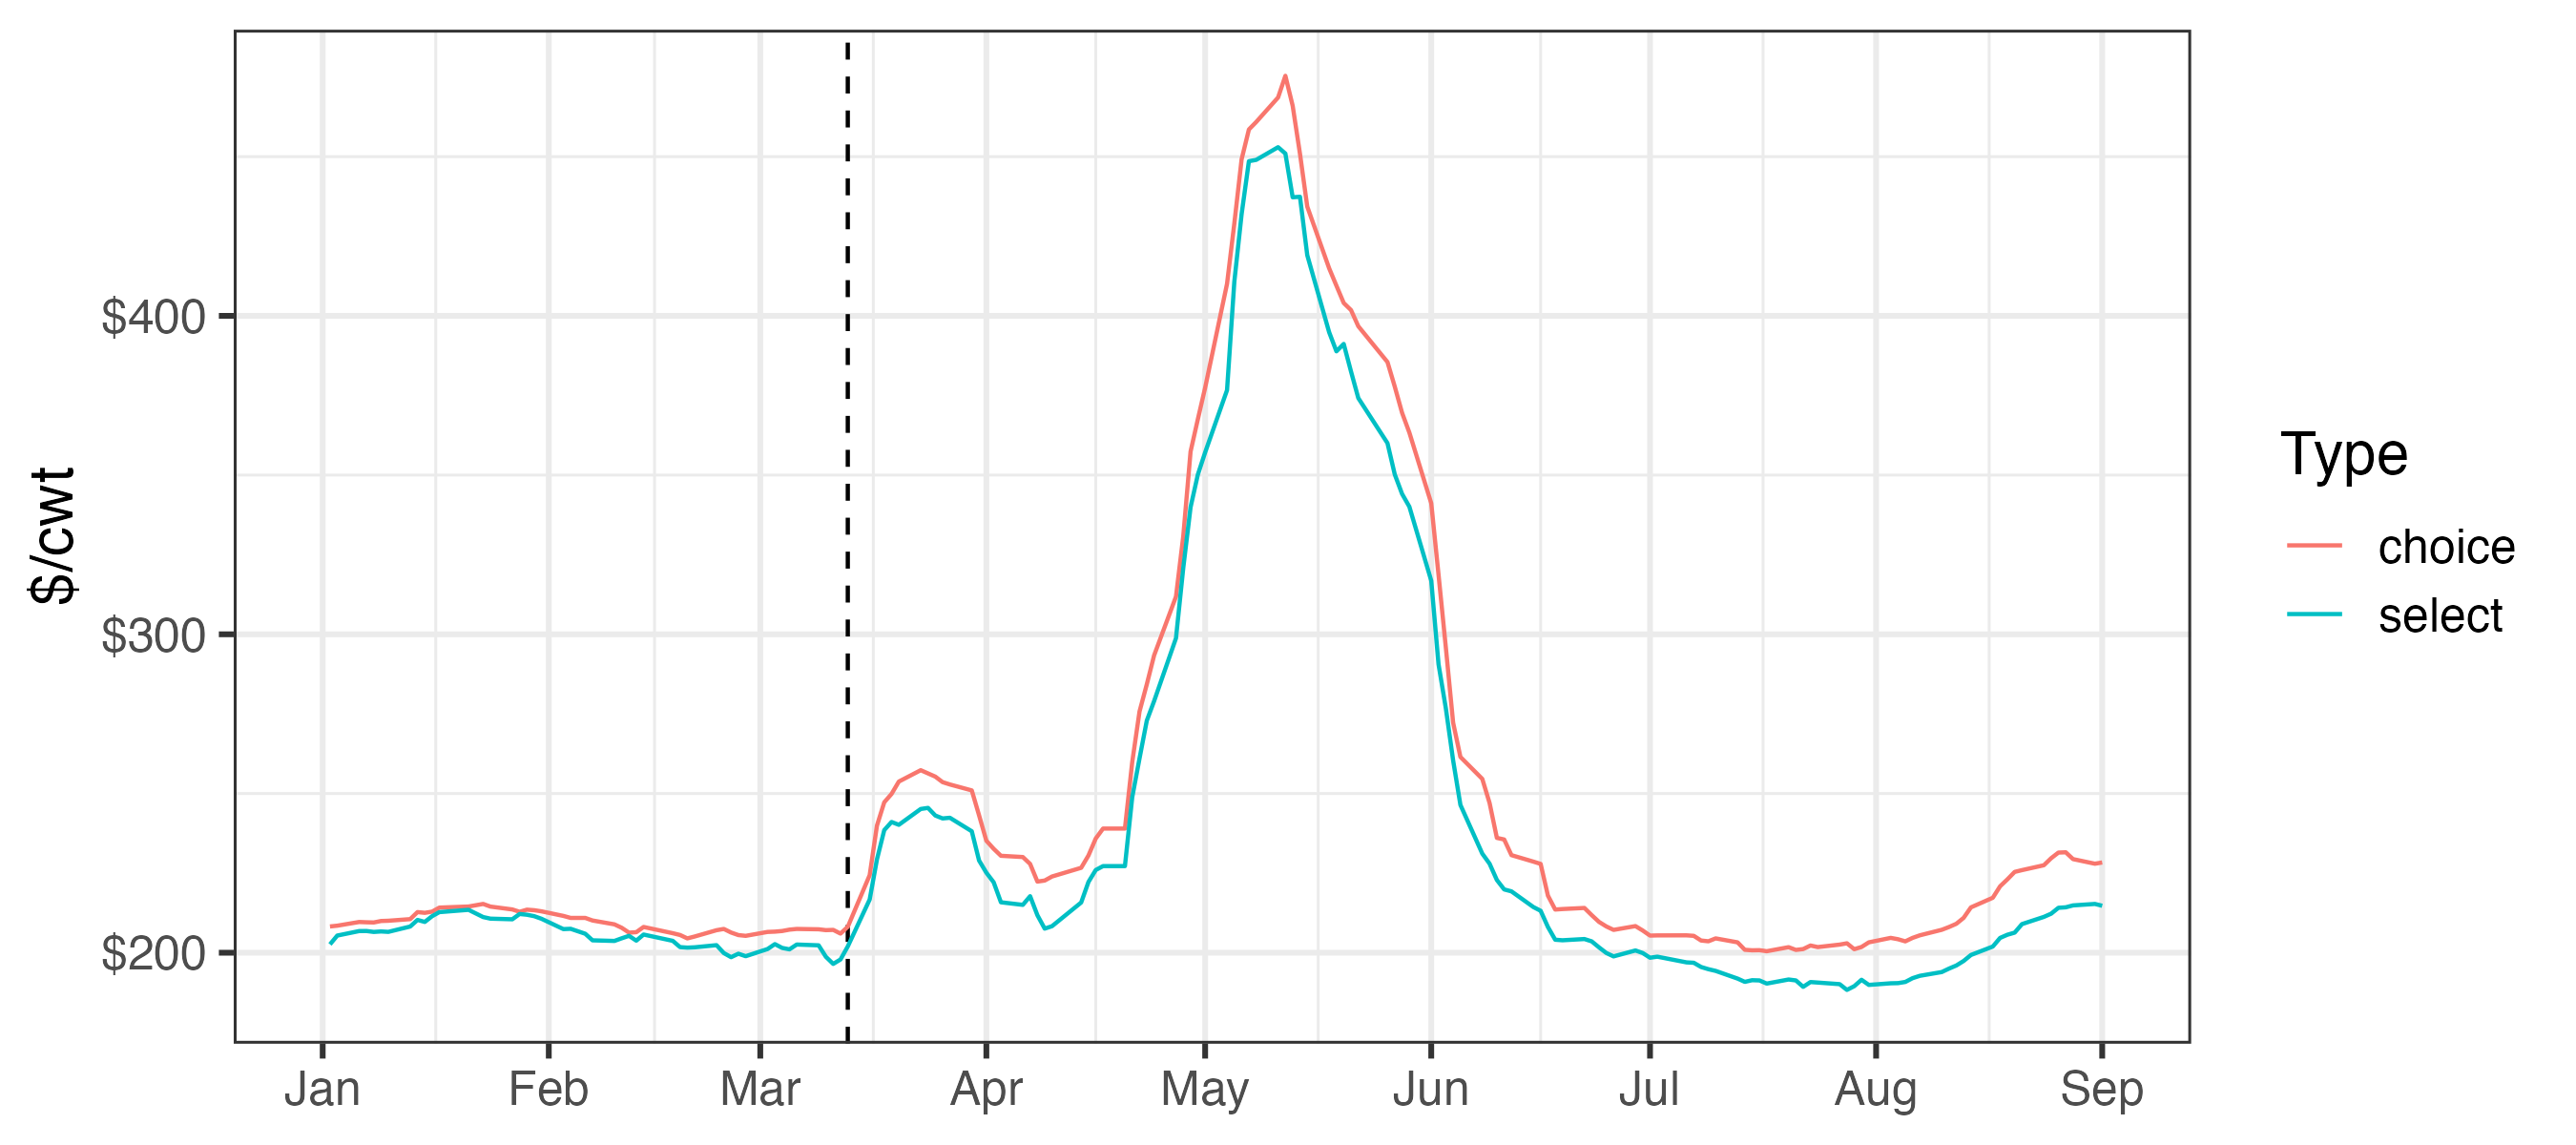 $/cwt
$400
$300
$200
Jan Feb Mar Apr May Jun Jul Aug Sep
Type
choice
select